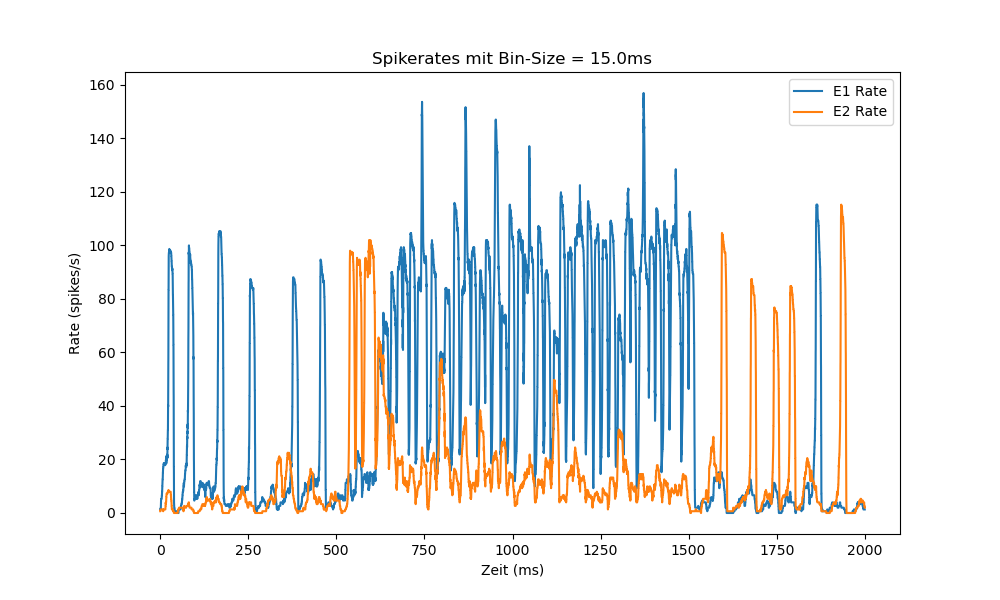 Spikerates mit Bin-Size = 15.0ms
E1 Rate
E2 Rate
160
140
120
100
80
60
40
20
0
Rate (spikes/s)
0 250 500 750 1000 1250 1500 1750 2000
Zeit (ms)